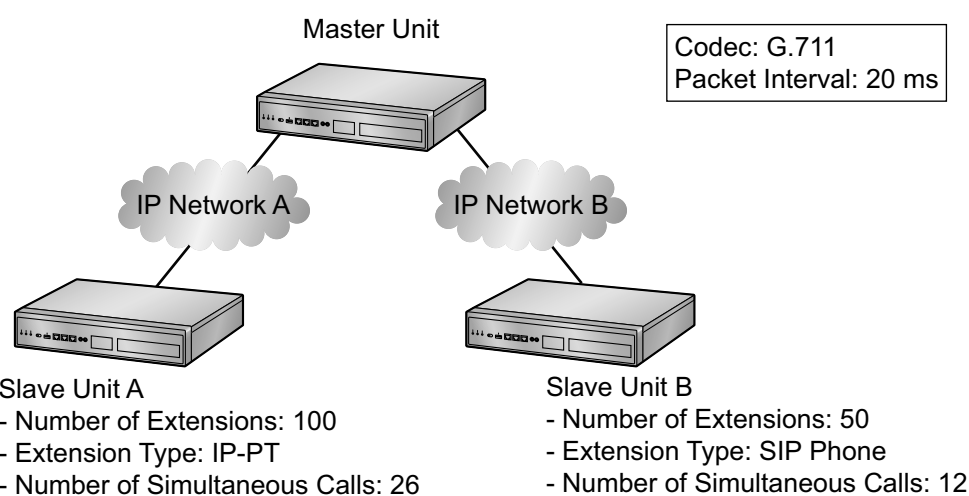 Master Unit
Codec: G.711
Packet Interval: 20 ms
IP Network A
IP Network B
Slave Unit A
- Number of Extensions: 100
- Extension Type: IP-PT
- Number of Simultaneous Calls: 26
Slave Unit B
- Number of Extensions: 50
- Extension Type: SIP Phone
- Number of Simultaneous Calls: 12